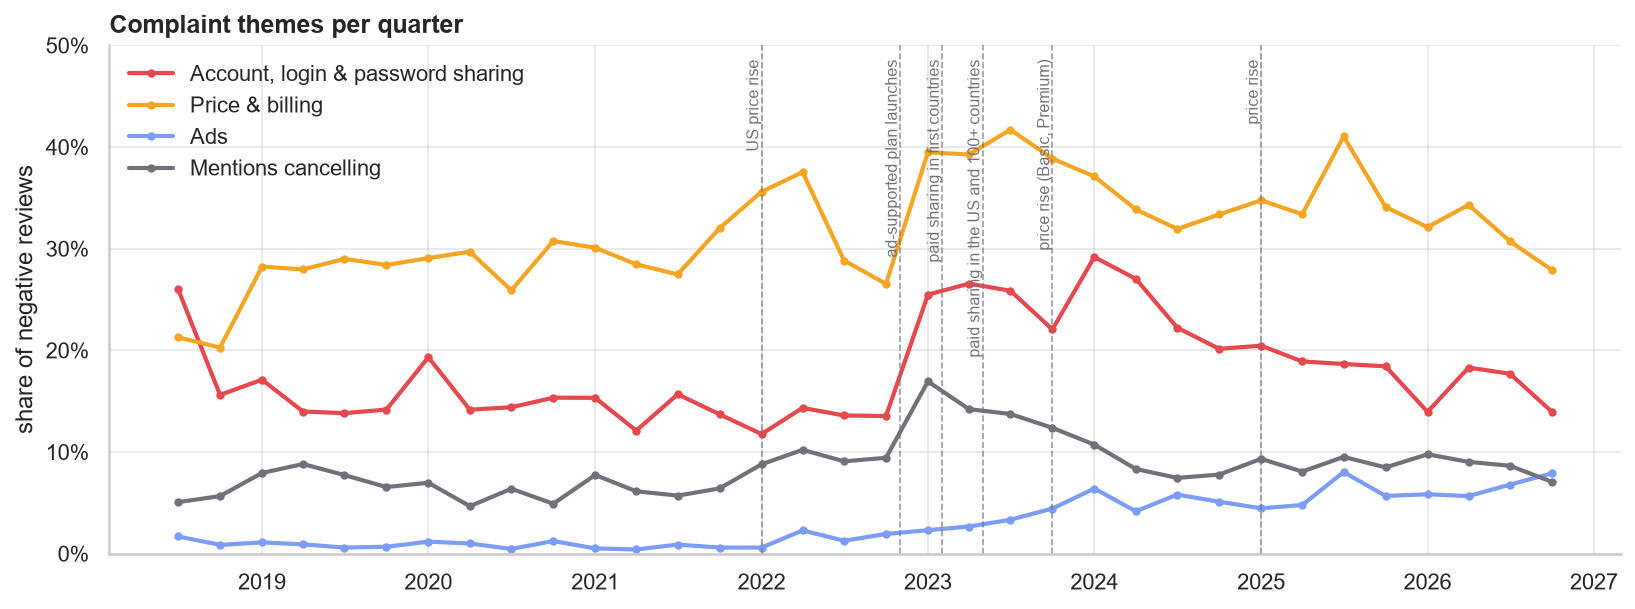 Complaint themes per quarter
share of negative reviews
50%
40%
30%
20%
10%
0%
Account, login & password sharing
Price & billing
Ads
Mentions cancelling
US price rise
ad-supported plan launches
paid sharing in first countries
paid sharing in the US and 100+ countries
price rise (Basic, Premium)
price rise
2019
2020
2021
2022
2023
2024
2025
2026
2027